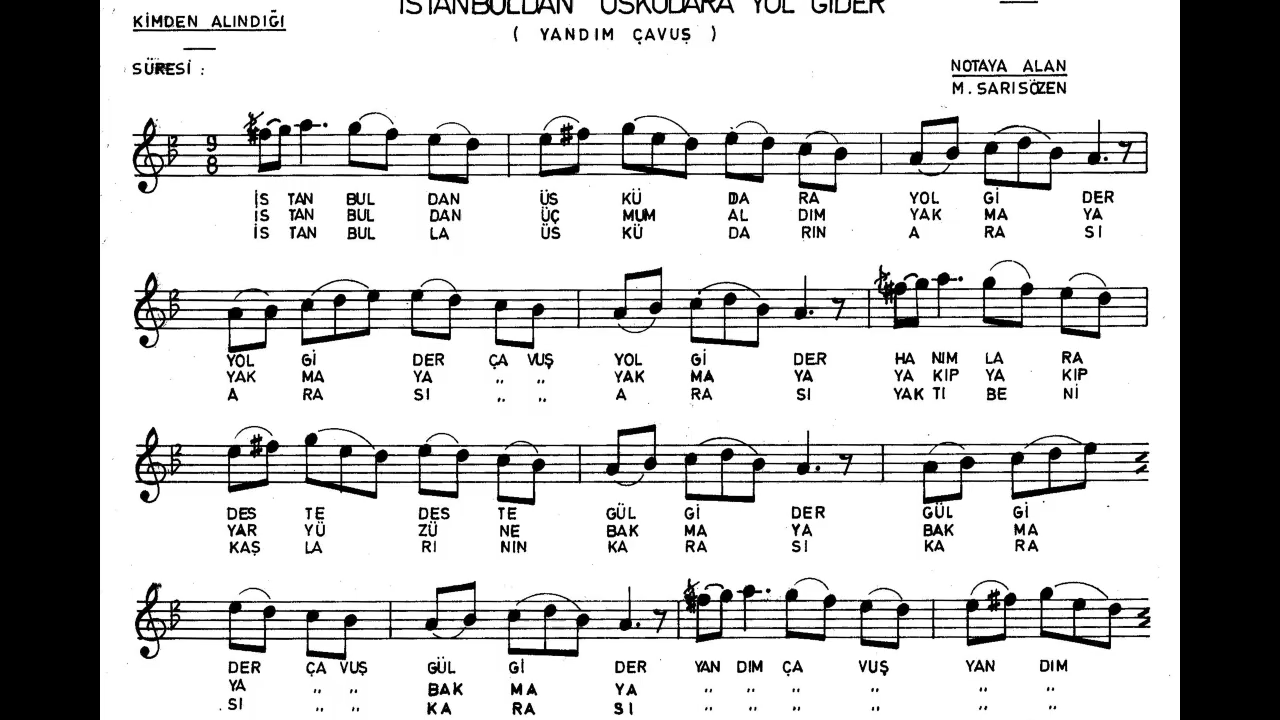 İSTANBULDAN ÜSKÜDARA YOL GİDER
KİMDEN ALINDIĞI
( YANDIM ÇAVUŞ )
SÜRESİ :
NOTAYA ALAN
M. SARISÖZEN
9
8
İS TAN BUL DAN ÜS KÜ DA RA YOL Gİ DER
İS TAN BUL DAN ÜÇ MUM AL DIM YAK MA YA
İS TAN BUL LA ÜS KÜ DA RIN A RA SI
YOL Gİ DER ÇA VUŞ YOL Gİ DER HA NIM LA RA
YAK MA YA ,, ,, YAK MA YA YA KIP YA KIP
A RA SI ,, ,, A RA SI YAK TI BE Nİ
DES TE DES TE GÜL Gİ DER GÜL Gİ
YAR YÜ ZÜ NE BAK MA YA BAK MA
KAŞ LA RI NIN KA RA SI KA RA
DER ÇA VUŞ GÜL Gİ DER YAN DIM ÇA VUŞ YAN DIM
YA ,, ,, BAK MA YA ,, ,, ,, ,, ,, ,,
SI ,, ,, KA RA SI ,, ,, ,, ,, ,, ,,